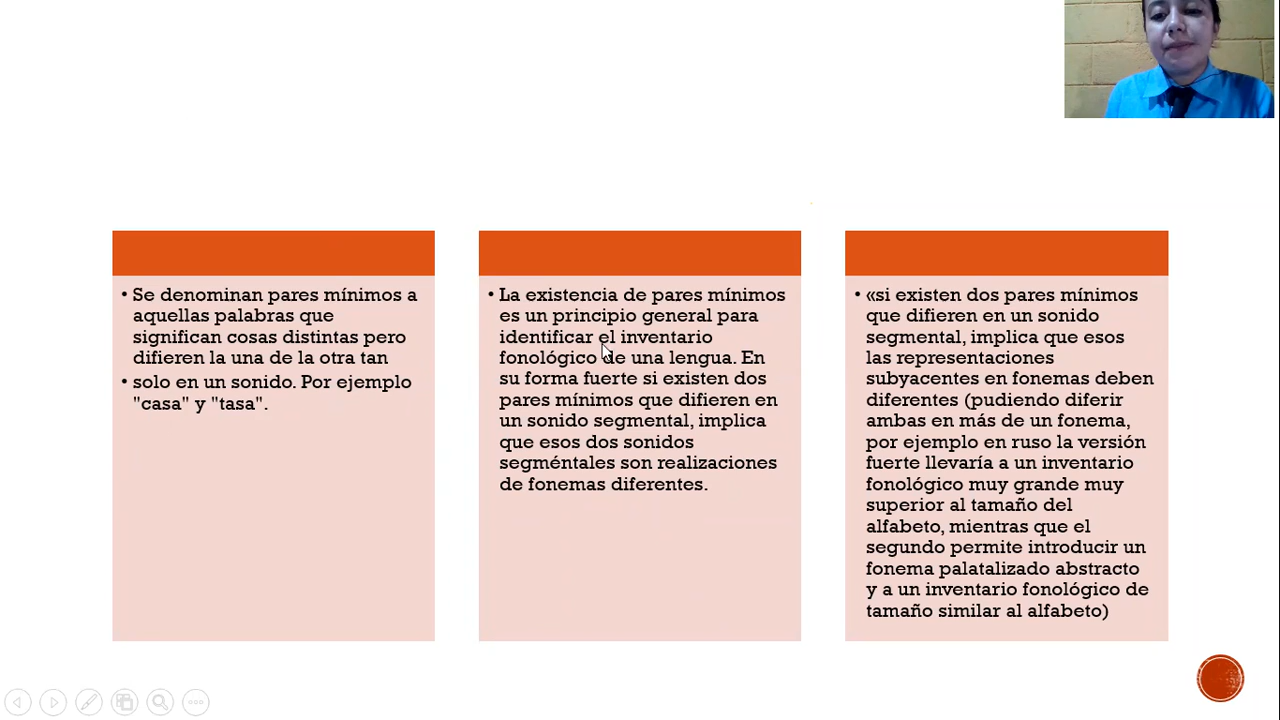 • Se denominan pares mínimos a
aquellas palabras que
significan cosas distintas pero
difieren la una de la otra tan
• solo en un sonido. Por ejemplo
"casa" y "tasa".
• La existencia de pares mínimos
es un principio general para
identificar el inventario
fonológico de una lengua. En
su forma fuerte si existen dos
pares mínimos que difieren en
un sonido segmental, implica
que esos dos sonidos
segméntales son realizaciones
de fonemas diferentes.
• «si existen dos pares mínimos
que difieren en un sonido
segmental, implica que esos
las representaciones
subyacentes en fonemas deben
diferentes (pudiendo diferir
ambas en más de un fonema,
por ejemplo en ruso la versión
fuerte llevaría a un inventario
fonológico muy grande muy
superior al tamaño del
alfabeto, mientras que el
segundo permite introducir un
fonema palatalizado abstracto
y a un inventario fonológico de
tamaño similar al alfabeto)